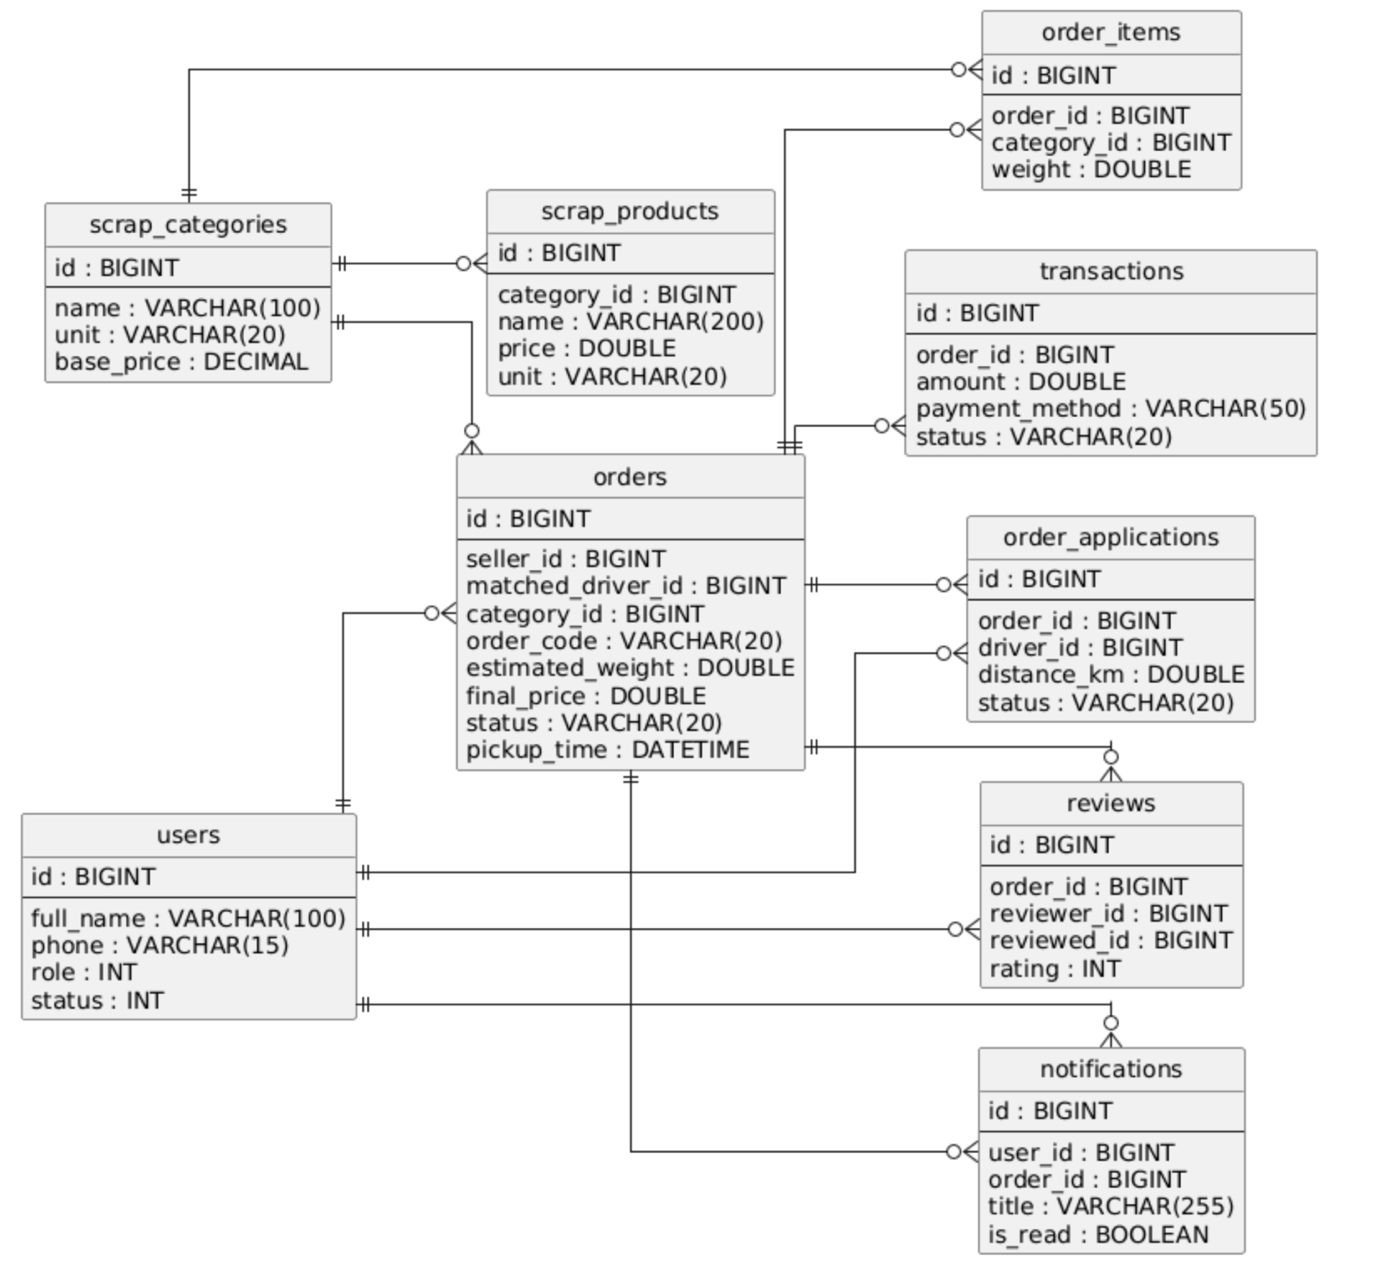 order_items
id : BIGINT
order_id : BIGINT
category_id : BIGINT
weight : DOUBLE
scrap_categories
id : BIGINT
name : VARCHAR(100)
unit : VARCHAR(20)
base_price : DECIMAL
scrap_products
id : BIGINT
category_id : BIGINT
name : VARCHAR(200)
price : DOUBLE
unit : VARCHAR(20)
transactions
id : BIGINT
order_id : BIGINT
amount : DOUBLE
payment_method : VARCHAR(50)
status : VARCHAR(20)
orders
id : BIGINT
seller_id : BIGINT
matched_driver_id : BIGINT
category_id : BIGINT
order_code : VARCHAR(20)
estimated_weight : DOUBLE
final_price : DOUBLE
status : VARCHAR(20)
pickup_time : DATETIME
order_applications
id : BIGINT
order_id : BIGINT
driver_id : BIGINT
distance_km : DOUBLE
status : VARCHAR(20)
reviews
id : BIGINT
order_id : BIGINT
reviewer_id : BIGINT
reviewed_id : BIGINT
rating : INT
users
id : BIGINT
full_name : VARCHAR(100)
phone : VARCHAR(15)
role : INT
status : INT
notifications
id : BIGINT
user_id : BIGINT
order_id : BIGINT
title : VARCHAR(255)
is_read : BOOLEAN